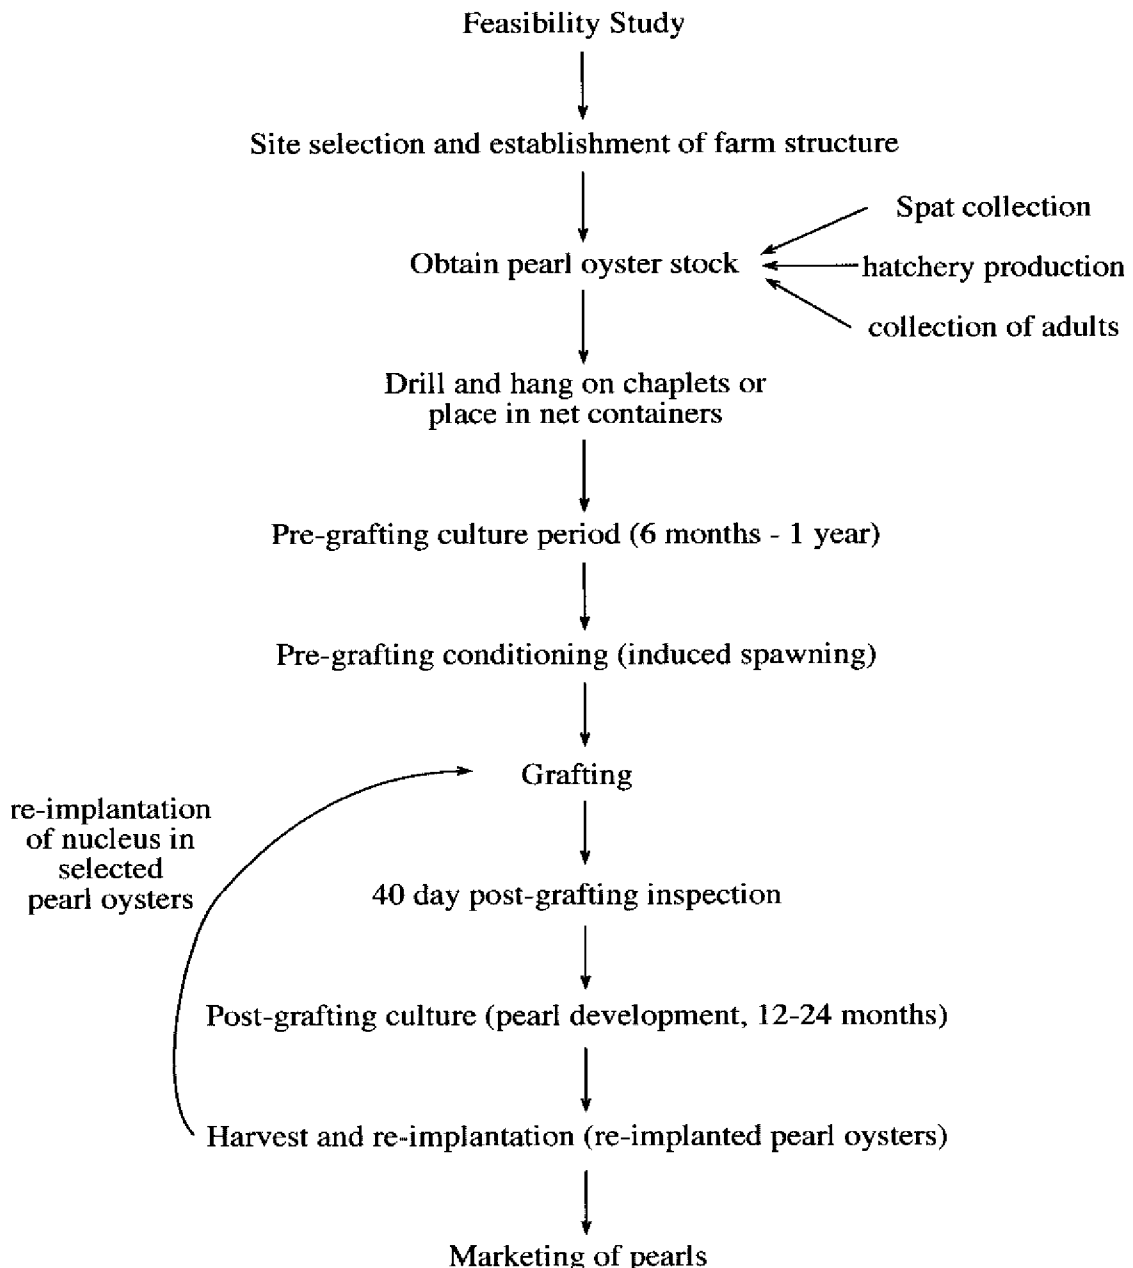 Feasibility Study
Site selection and establishment of farm structure
Spat collection
Obtain pearl oyster stock
hatchery production
collection of adults
Drill and hang on chaplets or
place in net containers
Pre-grafting culture period (6 months - 1 year)
Pre-grafting conditioning (induced spawning)
Grafting
re-implantation
of nucleus in
selected
pearl oysters
40 day post-grafting inspection
Post-grafting culture (pearl development, 12-24 months)
Harvest and re-implantation (re-implanted pearl oysters)
Marketing of pearls